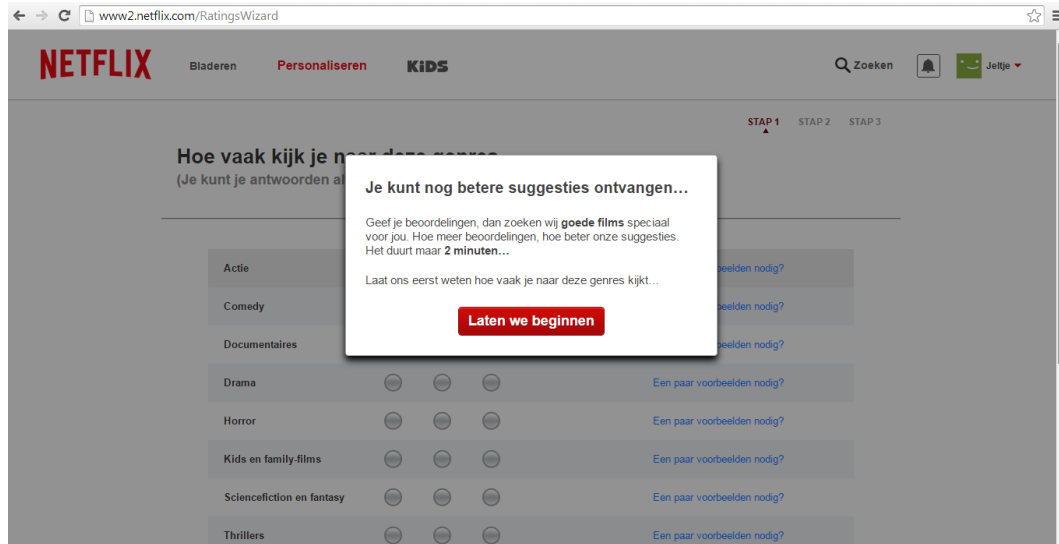 www2.netflix.com/RatingsWizard
NETFLIX Bladeren Personaliseren KiDS Zoeken Jeltje
STAP 1 STAP 2 STAP 3
Hoe vaak kijk je naar deze genres
(Je kunt je antwoorden al
Je kunt nog betere suggesties ontvangen...
Geef je beoordelingen, dan zoeken wij goede films speciaal
voor jou. Hoe meer beoordelingen, hoe beter onze suggesties.
Het duurt maar 2 minuten...
Laat ons eerst weten hoe vaak je naar deze genres kijkt...
Laten we beginnen
Actie nodig?
Comedy nodig?
Documentaires nodig?
Drama Een paar voorbeelden nodig?
Horror Een paar voorbeelden nodig?
Kids en family-films Een paar voorbeelden nodig?
Sciencefiction en fantasy Een paar voorbeelden nodig?
Thrillers Een paar voorbeelden nodig?